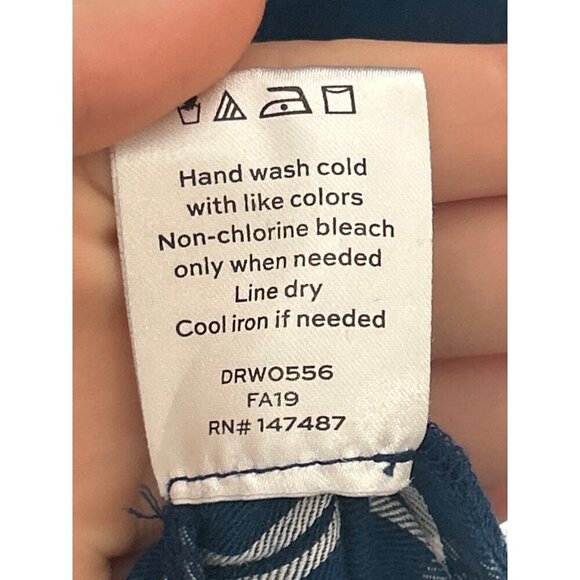 Hand wash cold
with like colors
Non-chlorine bleach
only when needed
Line dry
Cool iron if needed
DRW0556
FA19
RN# 147487